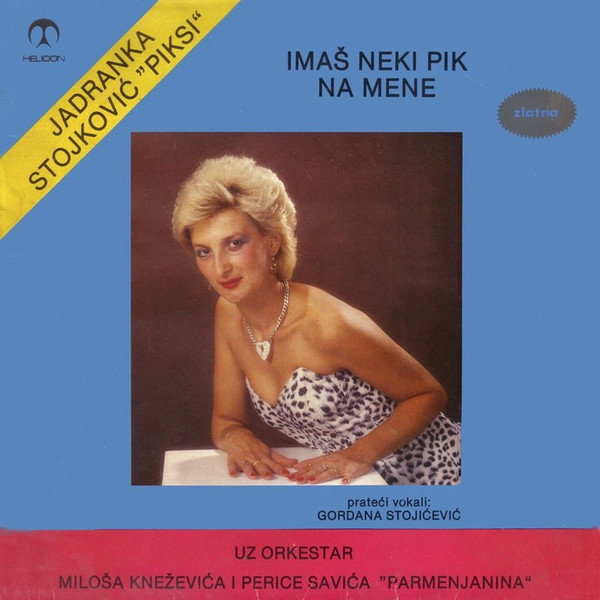 HELIDON
JADRANKA
STOJKOVIĆ "PIKSI"
IMAŠ NEKI PIK
NA MENE
zlatna
prateći vokali:
GORDANA STOJIĆEVIĆ
UZ ORKESTAR
MILOŠA KNEŽEVIĆA I PERICE SAVIĆA "PARMENJANINA"